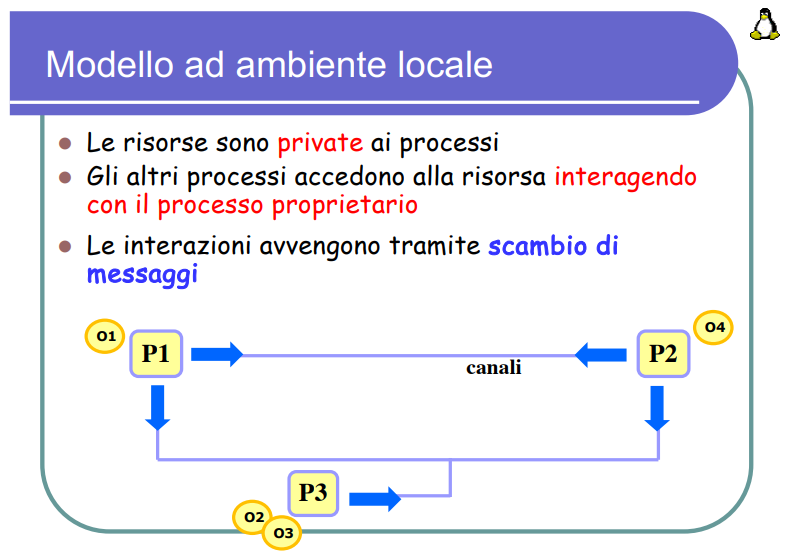 Modello ad ambiente locale
Le risorse sono private ai processi
Gli altri processi accedono alla risorsa interagendo
con il processo proprietario
Le interazioni avvengono tramite scambio di
messaggi
O1
P1
canali
P2
O4
P3
O2
O3